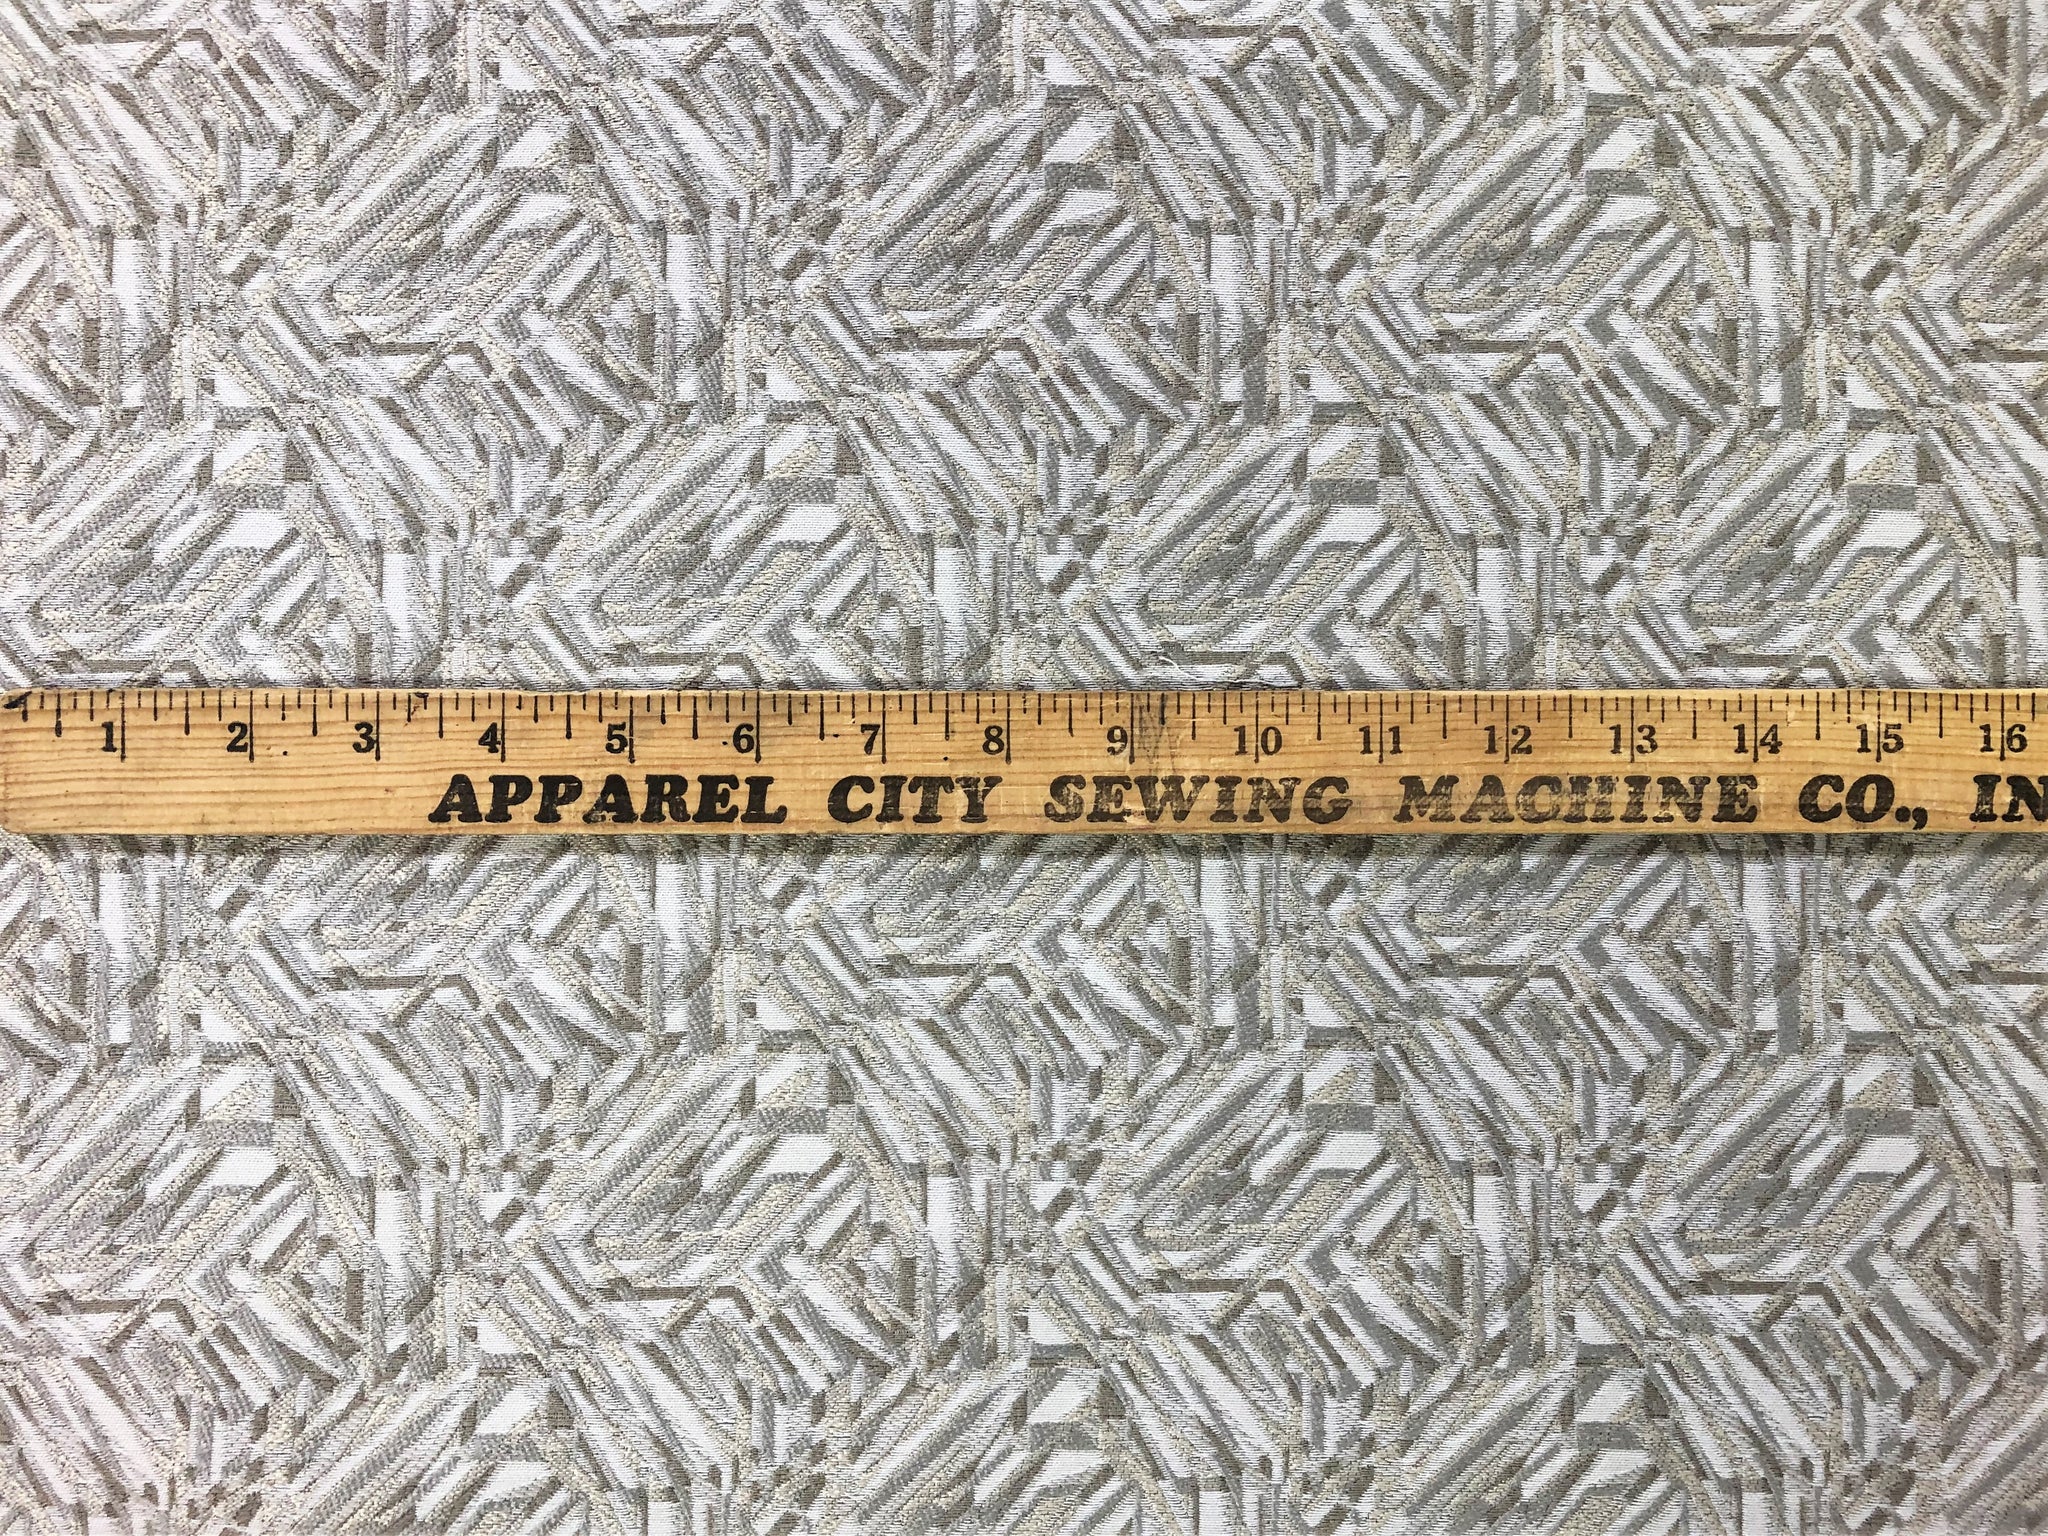 1 2 3 4 5 6 7 8 9 10 11 12 13 14 15 16
APPAREL CITY SEWING MACHINE CO., IN